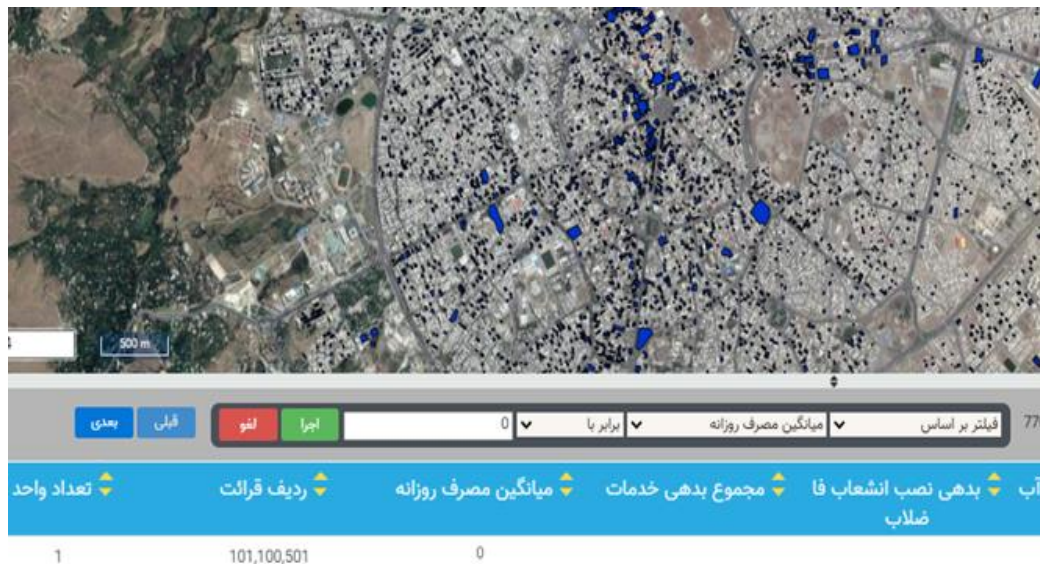 500 m
فیلتر بر اساس میانگین مصرف روزانه برابر با 0 اجرا لغو قبلی بعدی
آب بدهی نصب انشعاب فا مجموع بدهی خدمات میانگین مصرف روزانه ردیف قرائت تعداد واحد
ضلاب
0 101,100,501 1